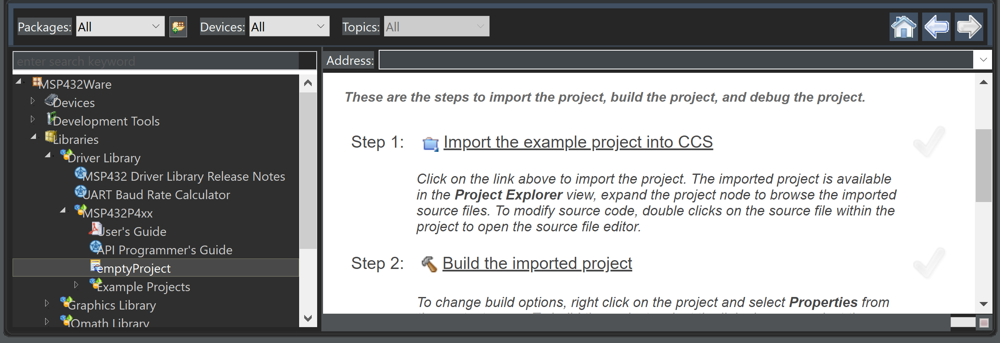 Packages: All Devices: All Topics: All
enter search keyword
Address:
MSP432Ware
Devices
Development Tools
Libraries
Driver Library
MSP432 Driver Library Release Notes
UART Baud Rate Calculator
MSP432P4xx
User's Guide
API Programmer's Guide
emptyProject
Example Projects
Graphics Library
IQmath Library
These are the steps to import the project, build the project, and debug the project.
Step 1: Import the example project into CCS
Click on the link above to import the project. The imported project is available
in the Project Explorer view, expand the project node to browse the imported
source files. To modify source code, double clicks on the source file within the
project to open the source file editor.
Step 2: Build the imported project
To change build options, right click on the project and select Properties from